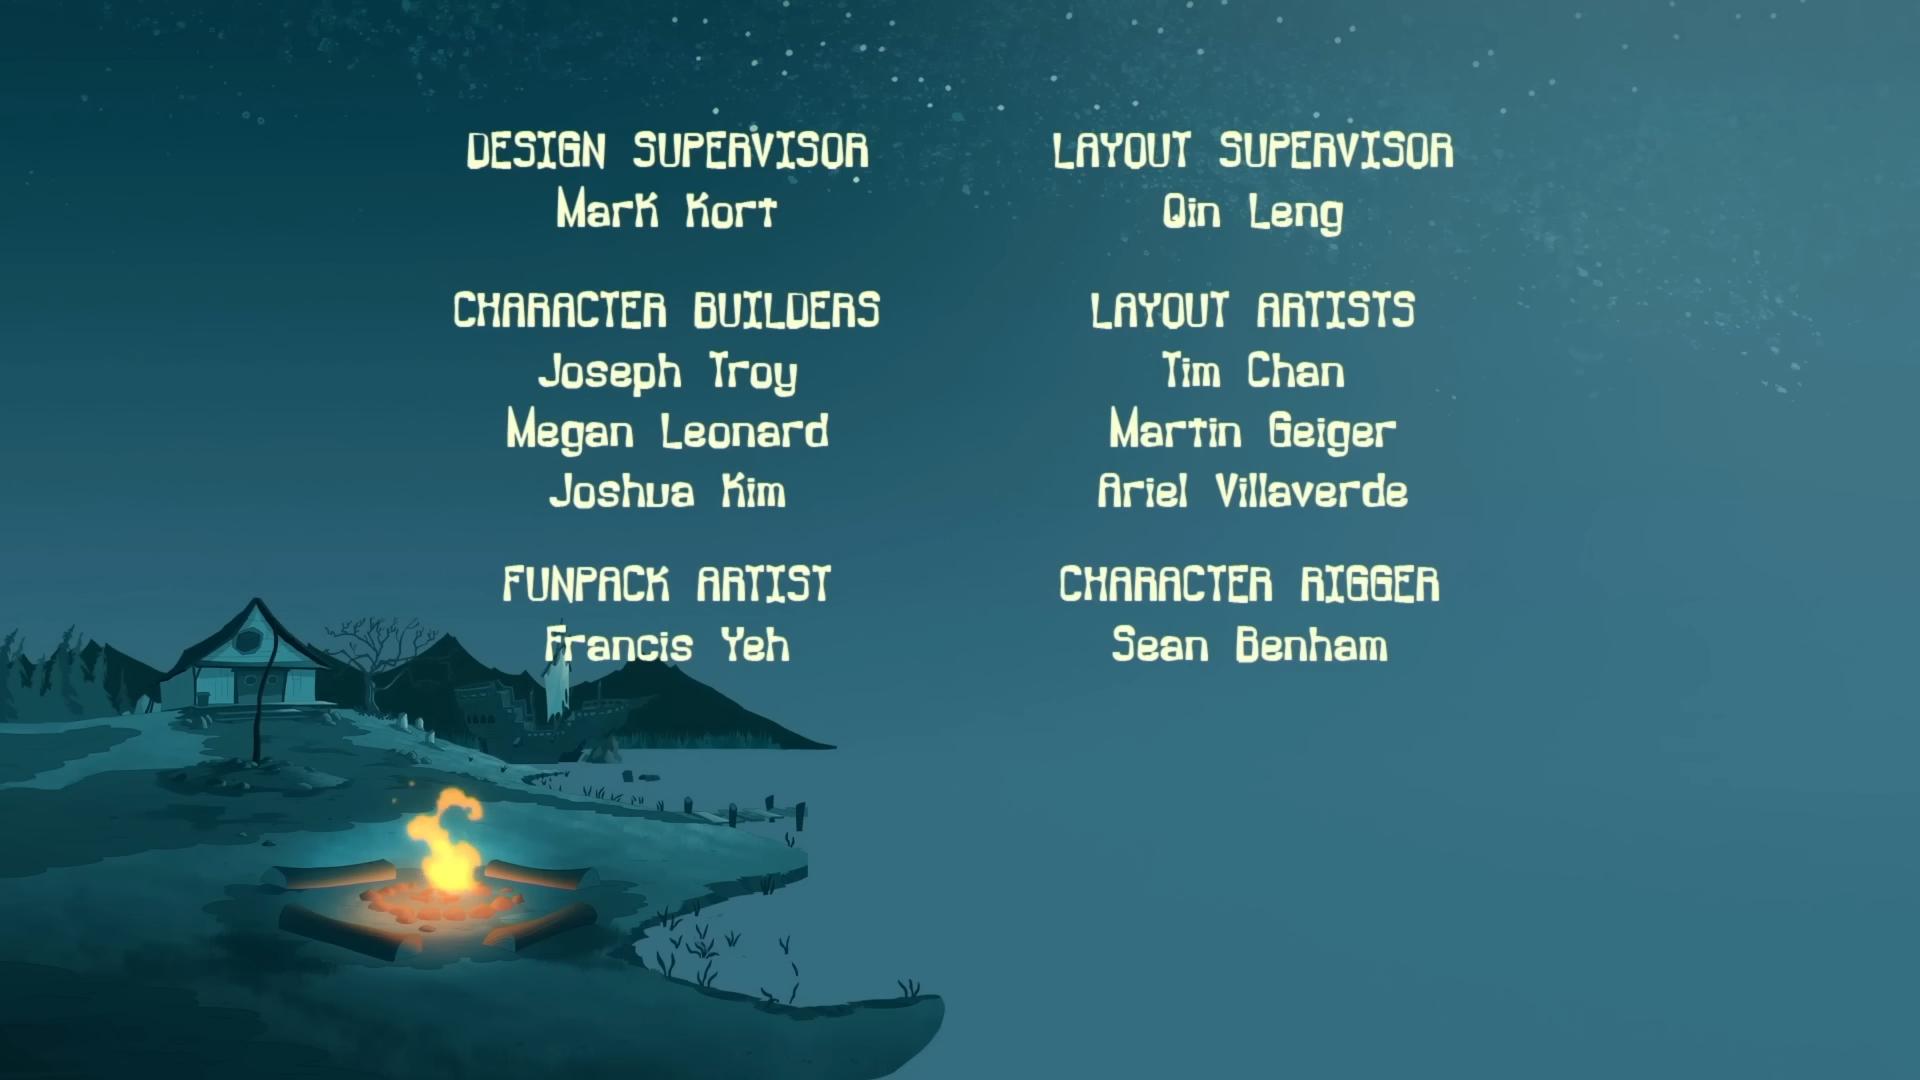 DESIGN SUPERVISOR
Mark Kort
CHARACTER BUILDERS
Joseph Troy
Megan Leonard
Joshua Kim
FUNPACK ARTIST
Francis Yeh
LAYOUT SUPERVISOR
Qin Leng
LAYOUT ARTISTS
Tim Chan
Martin Geiger
Ariel Villaverde
CHARACTER RIGGER
Sean Benham